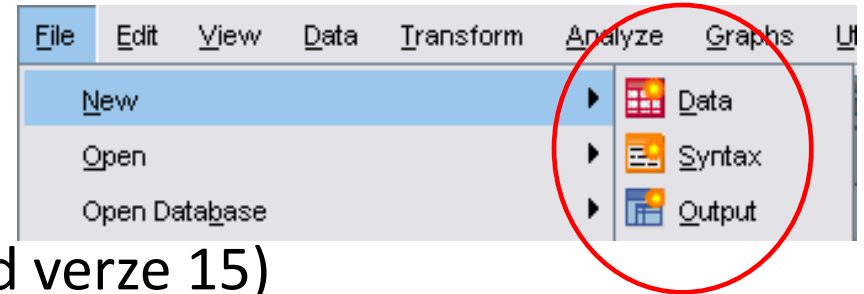 File Edit View Data Transform Analyze Graphs
New Data
Open Syntax
Open Database Output
verze 15)